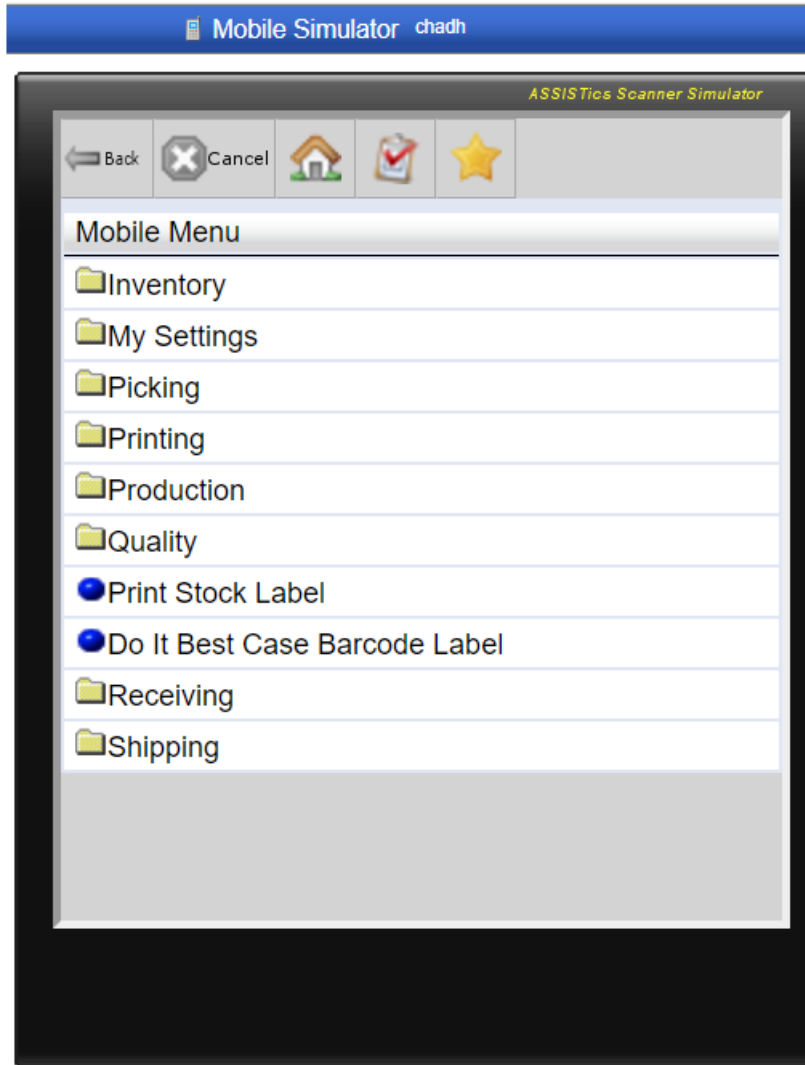 Mobile Simulator chadh
ASSISTics Scanner Simulator
Back Cancel
Mobile Menu
Inventory
My Settings
Picking
Printing
Production
Quality
Print Stock Label
Do It Best Case Barcode Label
Receiving
Shipping